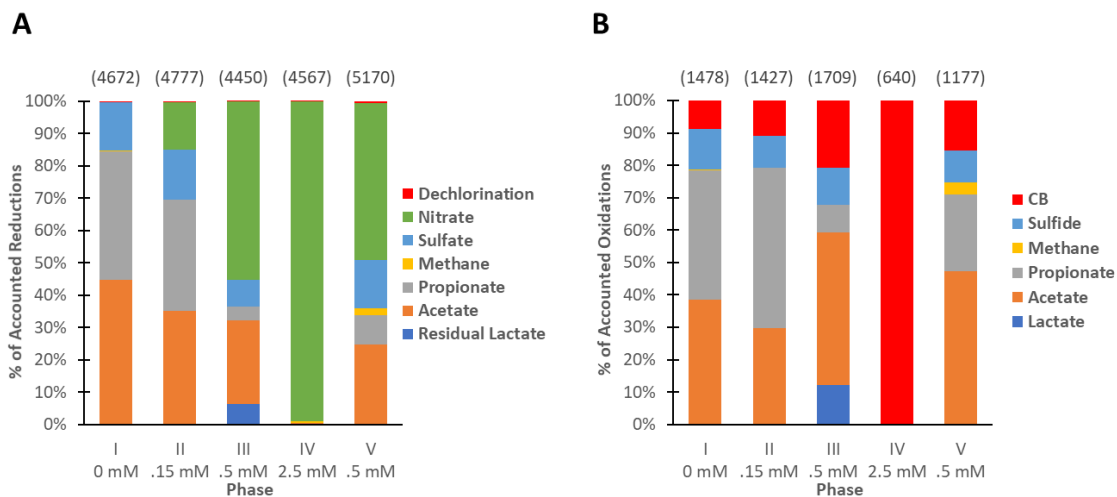 A
(4672) (4777) (4450) (4567) (5170)
% of Accounted Reductions
100%
90%
80%
70%
60%
50%
40%
30%
20%
10%
0%
Dechlorination
Nitrate
Sulfate
Methane
Propionate
Acetate
Residual Lactate
I II III IV V
0 mM .15 mM .5 mM 2.5 mM .5 mM
Phase
B
(1478) (1427) (1709) (640) (1177)
% of Accounted Oxidations
100%
90%
80%
70%
60%
50%
40%
30%
20%
10%
0%
CB
Sulfide
Methane
Propionate
Acetate
Lactate
I II III IV V
0 mM .15 mM .5 mM 2.5 mM .5 mM
Phase